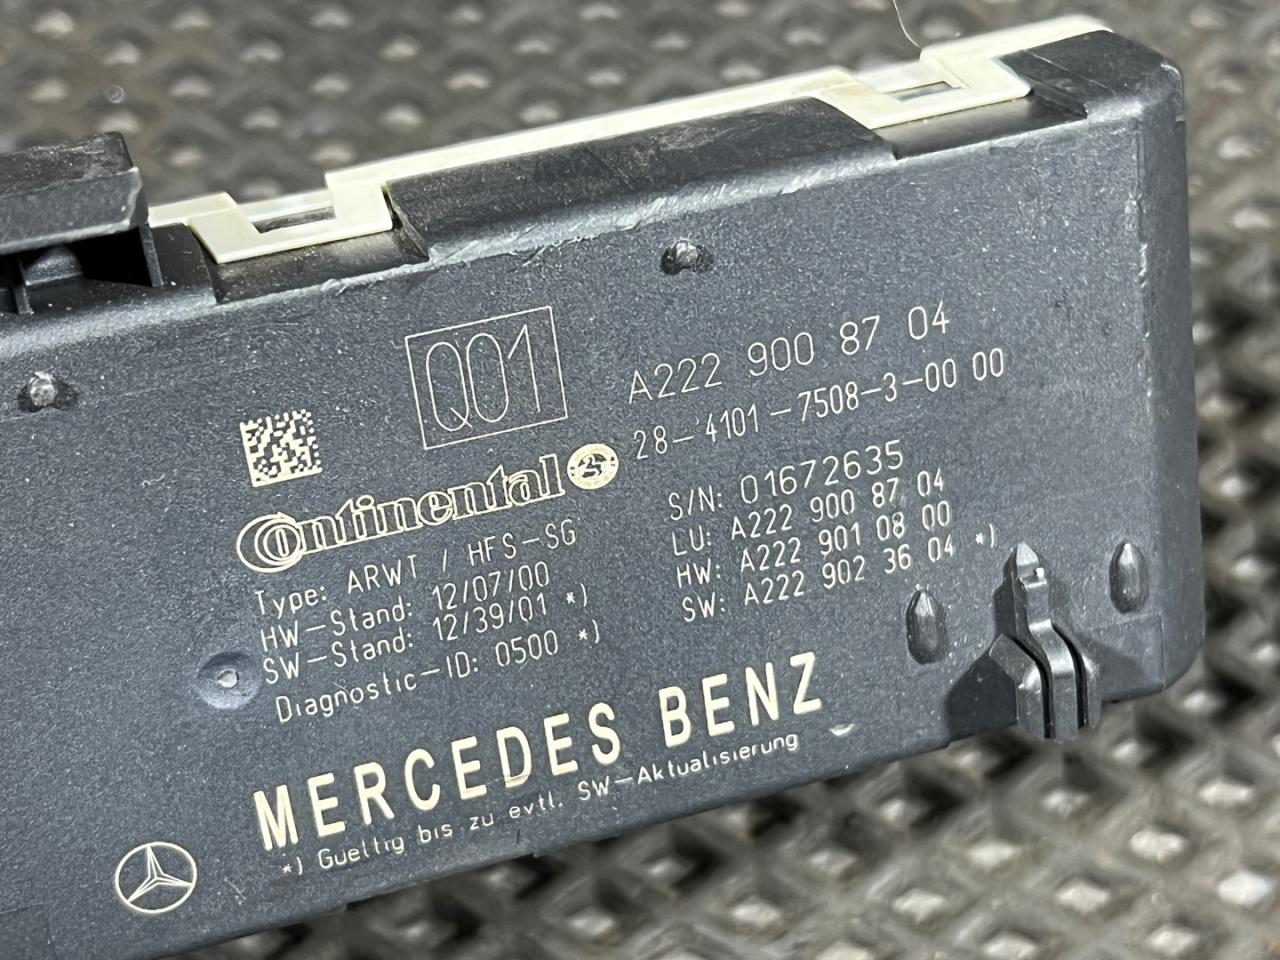 Q01
A222 900 87 04
28-4101-7508-3-00 00
Continental
Type: ARWT / HFS-SG
HW-Stand: 12/07/00
SW-Stand: 12/39/01 *)
Diagnostic-ID: 0500 *)
S/N: 01672635
LU: A222 900 87 04
HW: A222 901 08 00
SW: A222 902 36 04 *)
MERCEDES BENZ
*) Gueltig bis zu evtl. SW-Aktualisierung